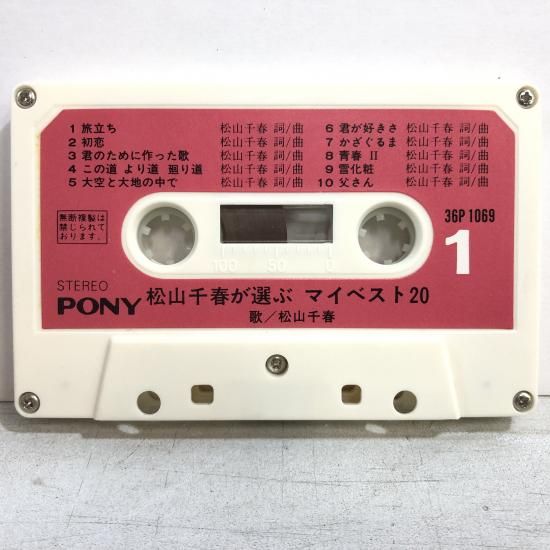 1 旅立ち 松山千春 詞/曲
2 初恋 松山千春 詞/曲
3 君のために作った歌 松山千春 詞/曲
4 この道 より道 廻り道 松山千春 詞/曲
5 大空と大地の中で 松山千春 詞/曲
6 君が好きさ 松山千春 詞/曲
7 かざぐるま 松山千春 詞/曲
8 青春 II 松山千春 詞/曲
9 雪化粧 松山千春 詞/曲
10 父さん 松山千春 詞/曲
無断複製は
禁じられて
おります。
36P 1069
1
100 50 0
STEREO
PONY 松山千春が選ぶ マイベスト20
歌/松山千春